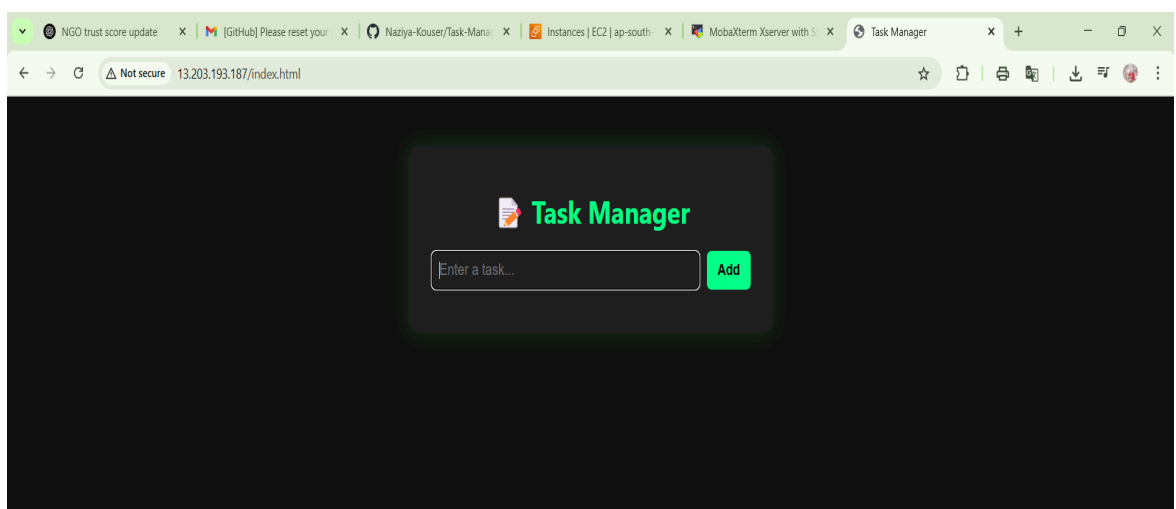 NGO trust score update
[GitHub] Please reset your
Naziya-Kouser/Task-Mana
Instances | EC2 | ap-south-
MobaXterm Xserver with S
Task Manager
Not secure
13.203.193.187/index.html
Task Manager
Enter a task...
Add